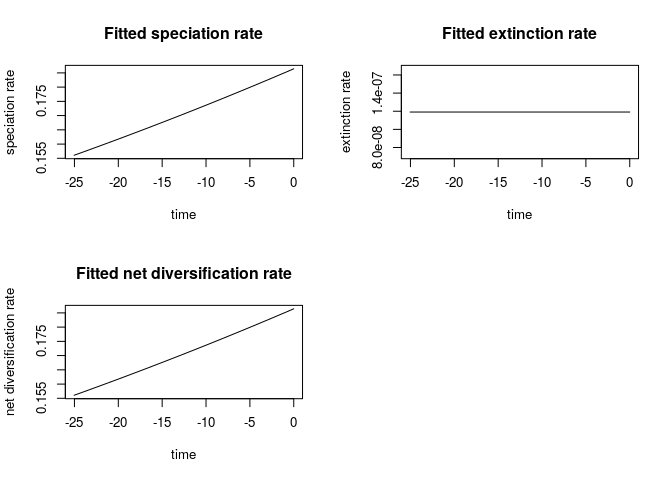 Fitted speciation rate
speciation rate
0.155
0.175
-25 -20 -15 -10 -5 0
time
Fitted extinction rate
extinction rate
8.0e-08
1.4e-07
-25 -20 -15 -10 -5 0
time
Fitted net diversification rate
net diversification rate
0.155
0.175
-25 -20 -15 -10 -5 0
time